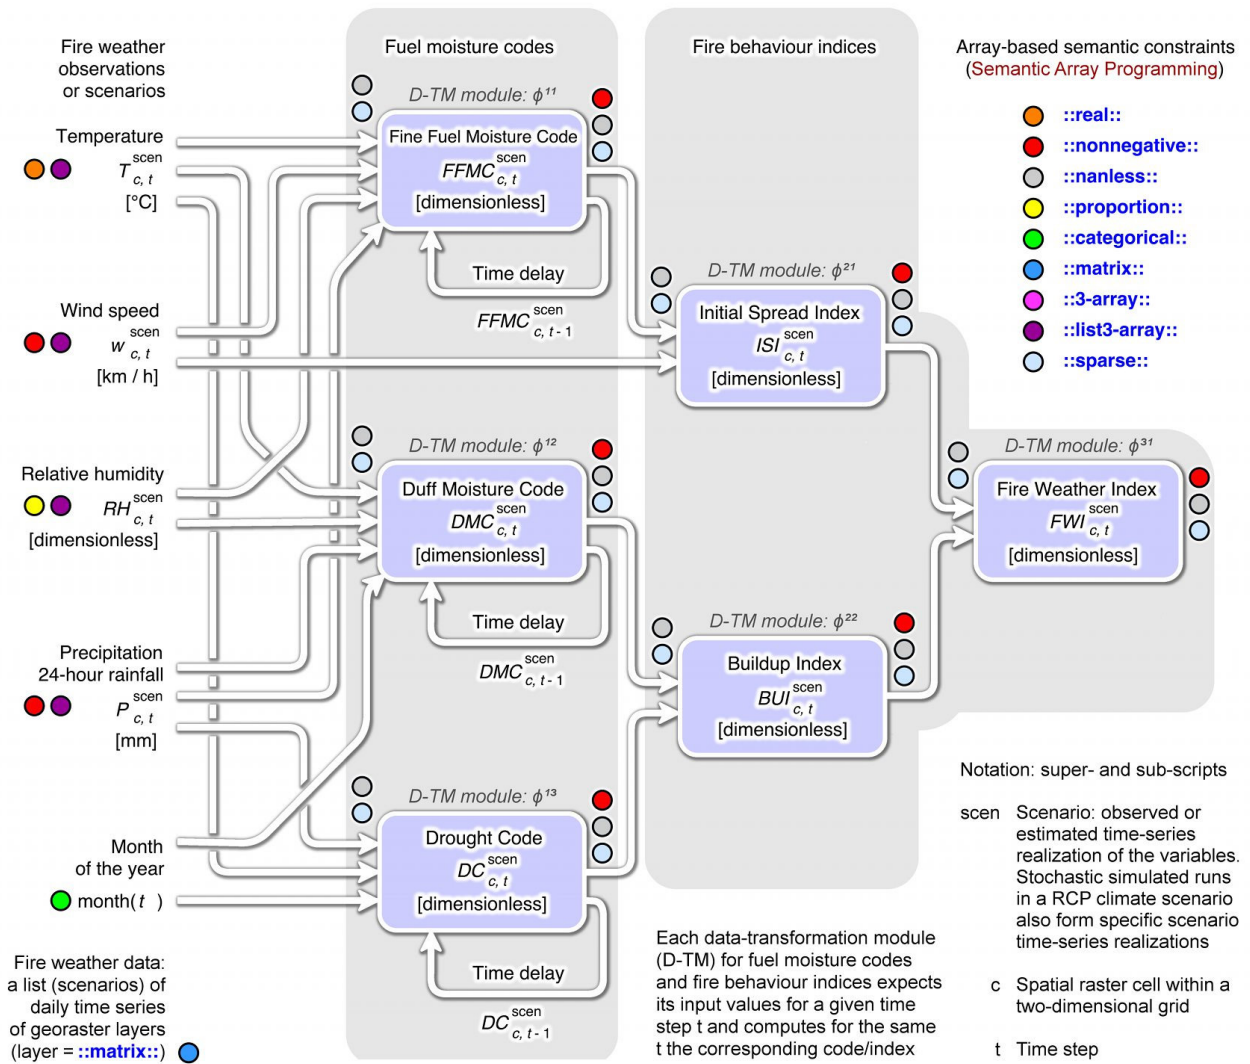 Fire weather
observations
or scenarios
Temperature
T scen c, t
[°C]
Wind speed
w scen c, t
[km / h]
Relative humidity
RH scen c, t
[dimensionless]
Precipitation
24-hour rainfall
P scen c, t
[mm]
Month
of the year
month(t )
Fire weather data:
a list (scenarios) of
daily time series
of georaster layers
(layer = ::matrix::)
Fuel moisture codes
D-TM module: ϕ¹¹
Fine Fuel Moisture Code
FFMC scen c, t
[dimensionless]
Time delay
FFMC scen c, t - 1
D-TM module: ϕ¹²
Duff Moisture Code
DMC scen c, t
[dimensionless]
Time delay
DMC scen c, t - 1
D-TM module: ϕ¹³
Drought Code
DC scen c, t
[dimensionless]
Time delay
DC scen c, t - 1
Fire behaviour indices
D-TM module: ϕ²¹
Initial Spread Index
ISI scen c, t
[dimensionless]
D-TM module: ϕ²²
Buildup Index
BUI scen c, t
[dimensionless]
D-TM module: ϕ³¹
Fire Weather Index
FWI scen c, t
[dimensionless]
Each data-transformation module
(D-TM) for fuel moisture codes
and fire behaviour indices expects
its input values for a given time
step t and computes for the same
t the corresponding code/index
Array-based semantic constraints
(Semantic Array Programming)
::real::
::nonnegative::
::nanless::
::proportion::
::categorical::
::matrix::
::3-array::
::list3-array::
::sparse::
Notation: super- and sub-scripts
scen Scenario: observed or
estimated time-series
realization of the variables.
Stochastic simulated runs
in a RCP climate scenario
also form specific scenario
time-series realizations
c Spatial raster cell within a
two-dimensional grid
t Time step